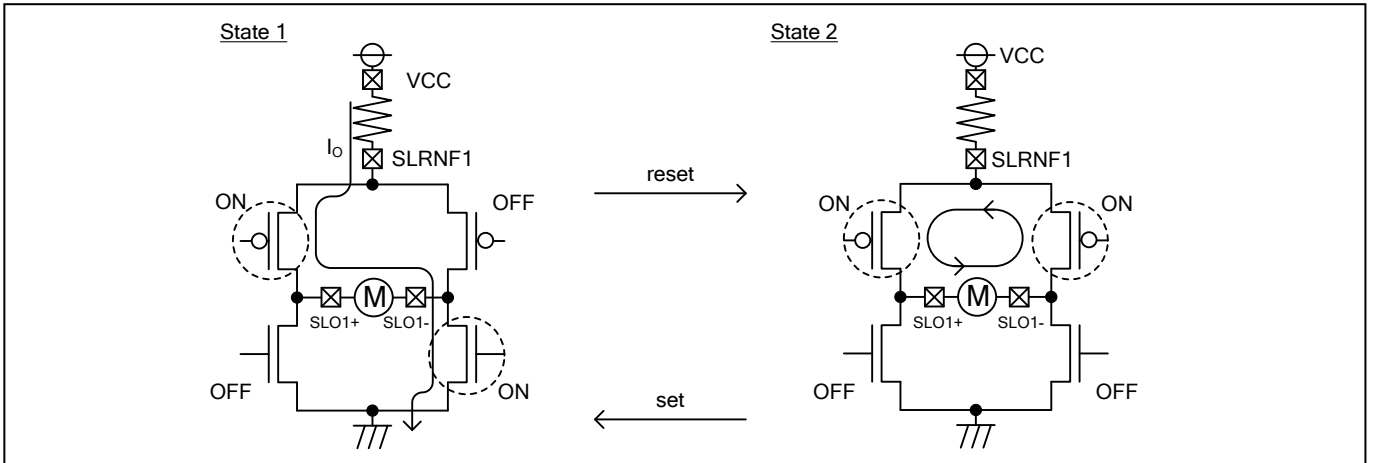 State 1
VCC
I_O
SLRNF1
ON
OFF
M
SLO1+ SLO1-
OFF
ON
reset
set
State 2
VCC
SLRNF1
ON
ON
M
SLO1+ SLO1-
OFF
OFF